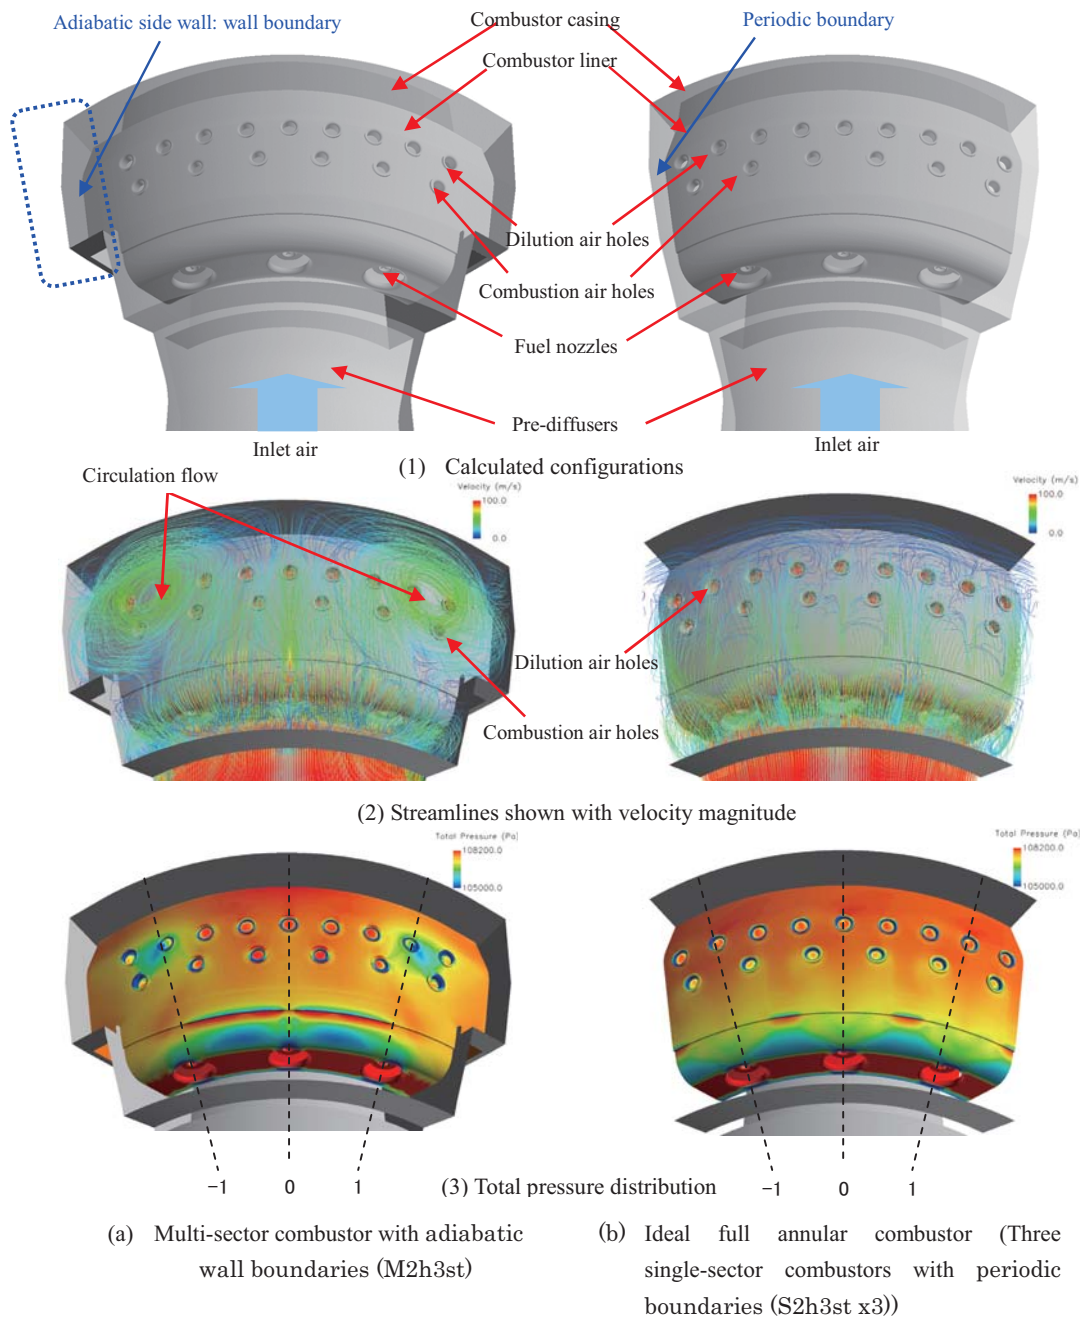 Adiabatic side wall: wall boundary
Combustor casing
Periodic boundary
Combustor liner
Dilution air holes
Combustion air holes
Fuel nozzles
Pre-diffusers
Inlet air
Inlet air
(1) Calculated configurations
Circulation flow
Velocity (m/s)
100.0
0.0
Velocity (m/s)
100.0
0.0
Dilution air holes
Combustion air holes
(2) Streamlines shown with velocity magnitude
Total Pressure (Pa)
108200.0
105000.0
Total Pressure (Pa)
108200.0
105000.0
-1 0 1
(3) Total pressure distribution
-1 0 1
(a) Multi-sector combustor with adiabatic
wall boundaries (M2h3st)
(b) Ideal full annular combustor (Three
single-sector combustors with periodic
boundaries (S2h3st x3))